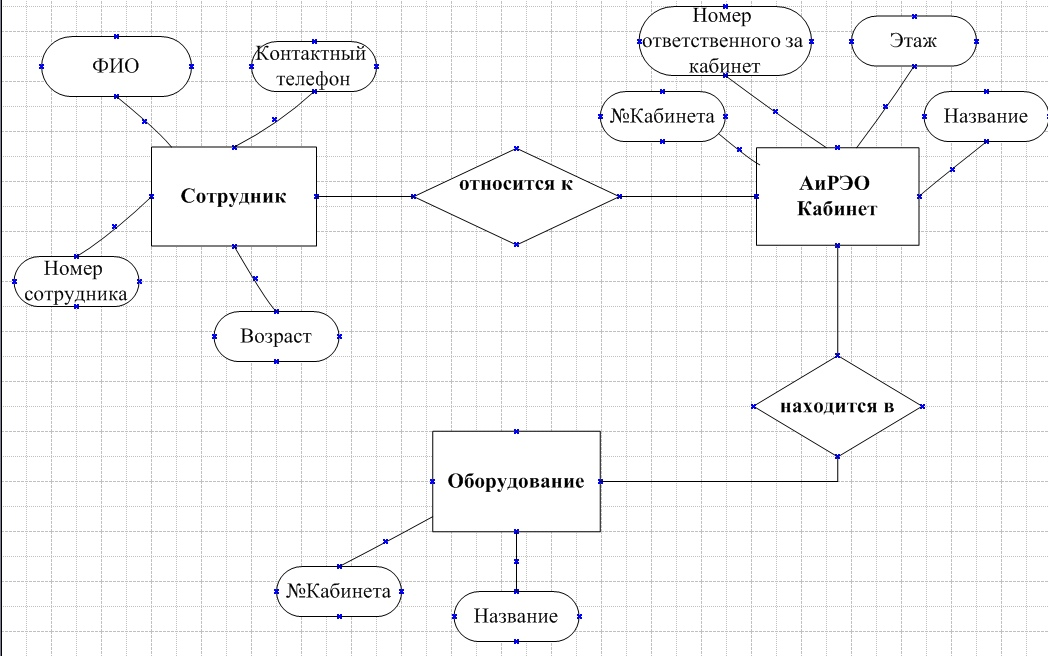 ФИО
Контактный
телефон
Номер
ответственного за
кабинет
Этаж
№Кабинета
Название
Сотрудник
относится к
АиРЭО
Кабинет
Номер
сотрудника
Возраст
находится в
Оборудование
№Кабинета
Название